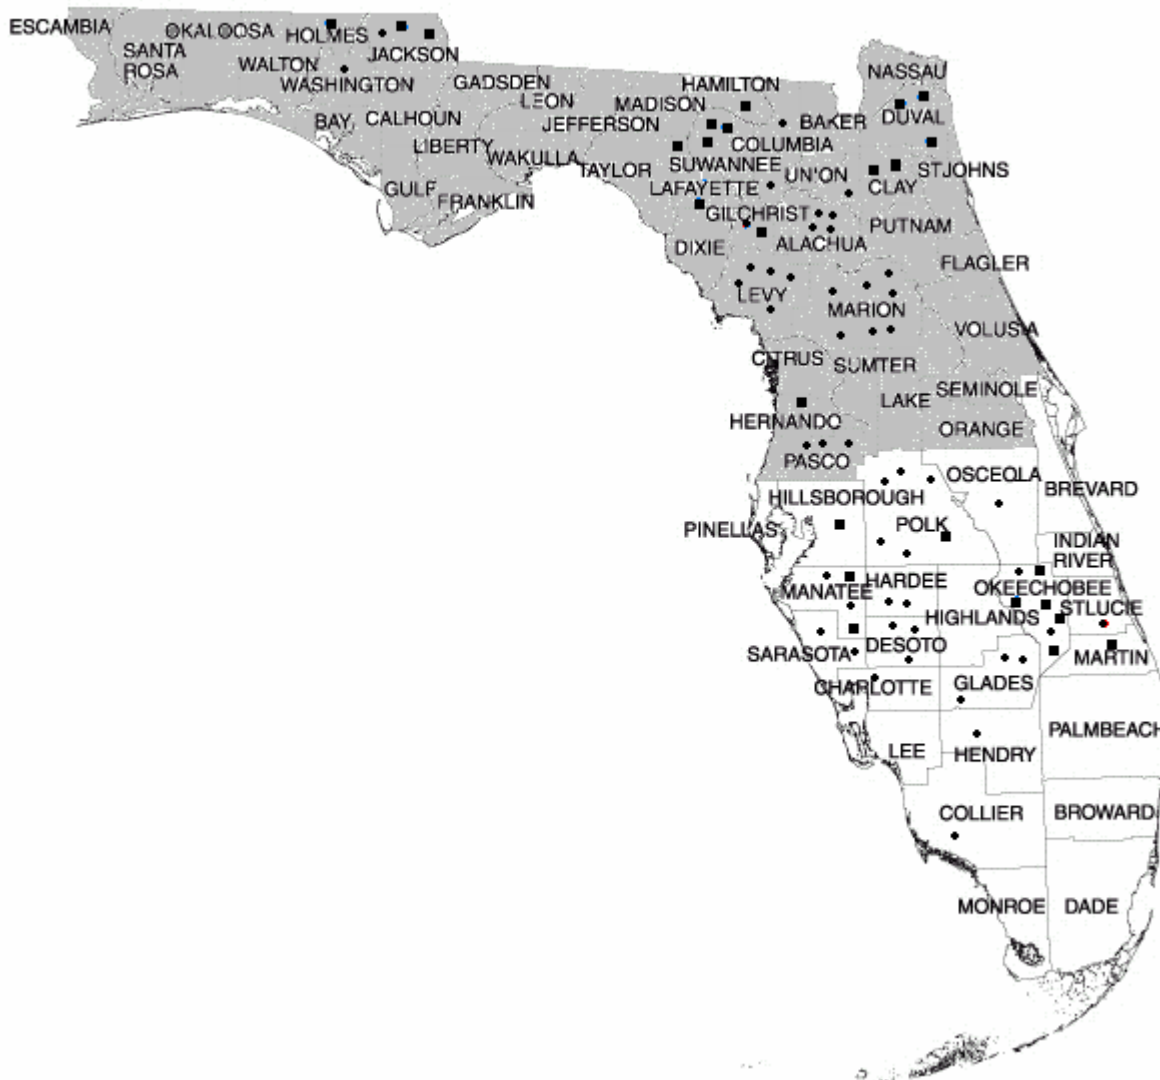 ESCAMBIA
SANTA
ROSA
OKALOOSA
HOLMES
JACKSON
WALTON
WASHINGTON
BAY
CALHOUN
GADSDEN
LEON
LIBERTY
GULF
FRANKLIN
WAKULLA
JEFFERSON
MADISON
HAMILTON
TAYLOR
SUWANNEE
COLUMBIA
BAKER
NASSAU
DUVAL
LAFAYETTE
UN'ON
CLAY
STJOHNS
GILCHRIST
DIXIE
ALACHUA
PUTNAM
FLAGLER
LEVY
MARION
VOLUSIA
CITRUS
SUMTER
LAKE
SEMINOLE
HERNANDO
ORANGE
PASCO
OSCEOLA
BREVARD
HILLSBOROUGH
PINELLAS
POLK
INDIAN
RIVER
MANATEE
HARDEE
OKEECHOBEE
HIGHLANDS
STLUCIE
SARASOTA
DESOTO
MARTIN
CHARLOTTE
GLADES
LEE
HENDRY
PALMBEACH
COLLIER
BROWARD
MONROE
DADE